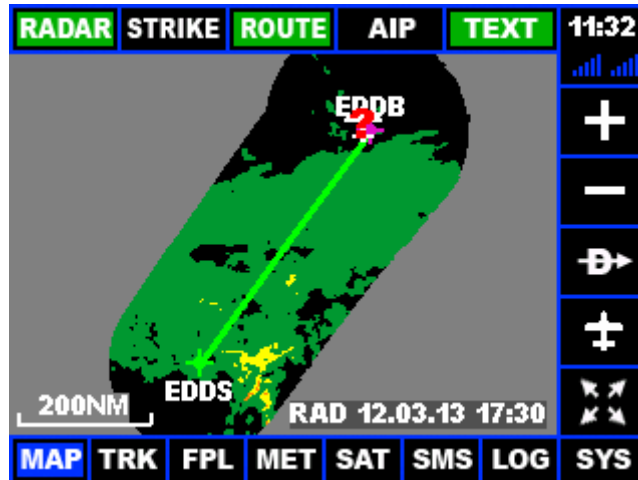 RADAR STRIKE ROUTE AIP TEXT 11:32
EDDB
?
EDDS
200NM
RAD 12.03.13 17:30
MAP TRK FPL MET SAT SMS LOG SYS